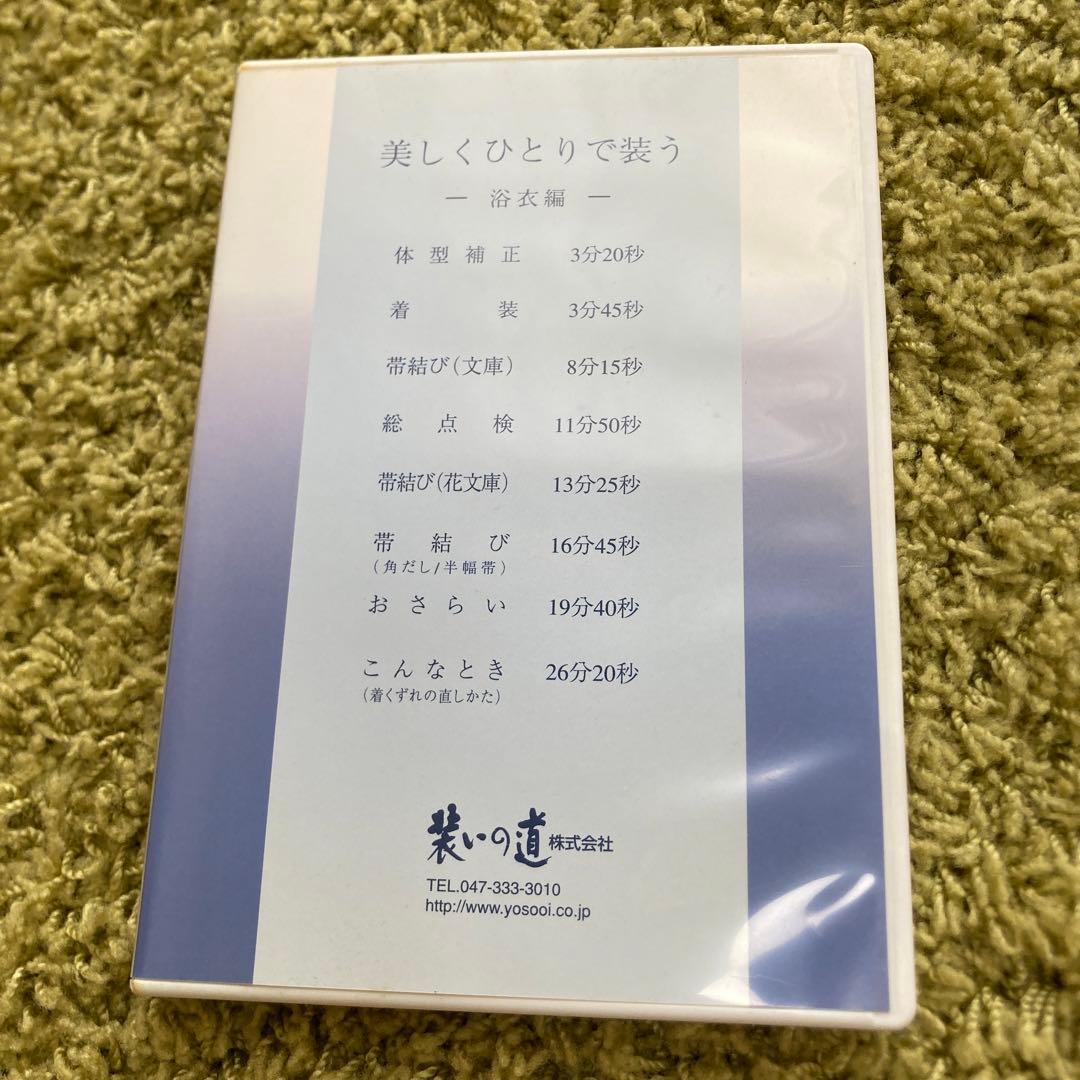 美しくひとりで装う
― 浴衣編 ―
体型補正 3分20秒
着装 3分45秒
帯結び(文庫) 8分15秒
総点検 11分50秒
帯結び(花文庫) 13分25秒
帯結び 16分45秒
(角だし/半幅帯)
おさらい 19分40秒
こんなとき 26分20秒
(着くずれの直しかた)
装いの道株式会社
TEL.047-333-3010
http://www.yosooi.co.jp